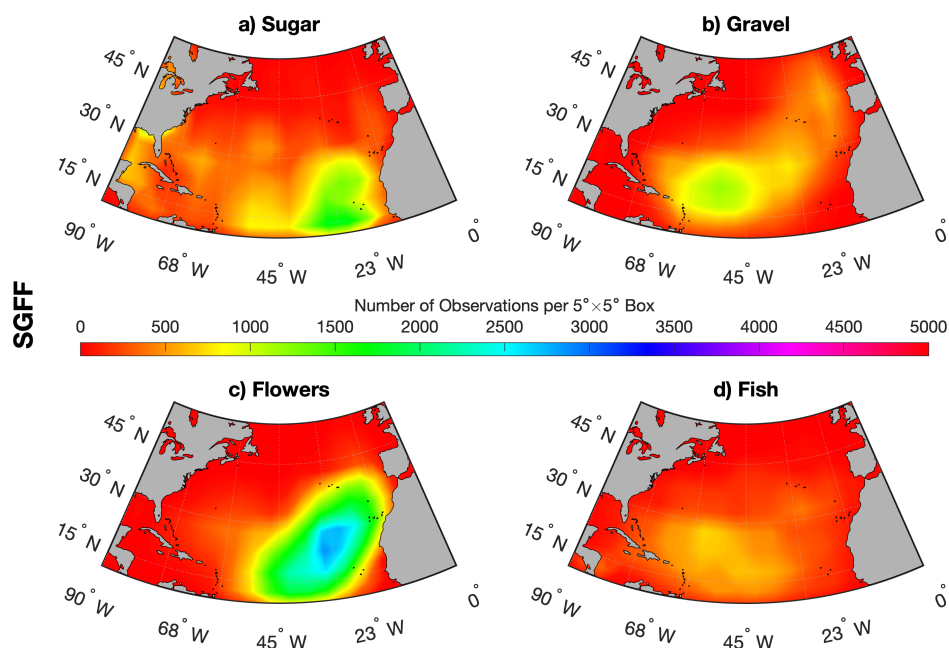 a) Sugar
b) Gravel
45° N
30° N
15° N
90° W
68° W
45° W
23° W
0°
45° N
30° N
15° N
90° W
68° W
45° W
23° W
0°
SGFF
Number of Observations per 5°×5° Box
0 500 1000 1500 2000 2500 3000 3500 4000 4500 5000
c) Flowers
d) Fish
45° N
30° N
15° N
90° W
68° W
45° W
23° W
0°
45° N
30° N
15° N
90° W
68° W
45° W
23° W
0°